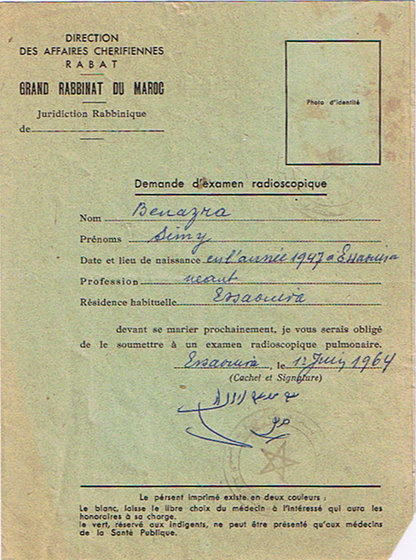 DIRECTION
DES AFFAIRES CHERIFIENNES
RABAT
GRAND RABBINAT DU MAROC
Juridiction Rabbinique
de
Photo d'identité
Demande d'examen radioscopique
Nom Benazra
Prénoms Simy
Date et lieu de naissance en l'année 1947 à Essaouira
Profession néant
Résidence habituelle Essaouira
devant se marier prochainement, je vous serais obligé
de le soumettre à un examen radioscopique pulmonaire.
Essaouira, le 1r Juin 1964
(Cachet et Signature)
Le pérsent imprimé existe en deux couleurs :
Le blanc, laisse le libre choix du médecin à l'intéressé qui aura les
honoraires à sa charge.
le vert, réservé aux indigents, ne peut être présenté qu'aux médecins
de la Santé Publique.